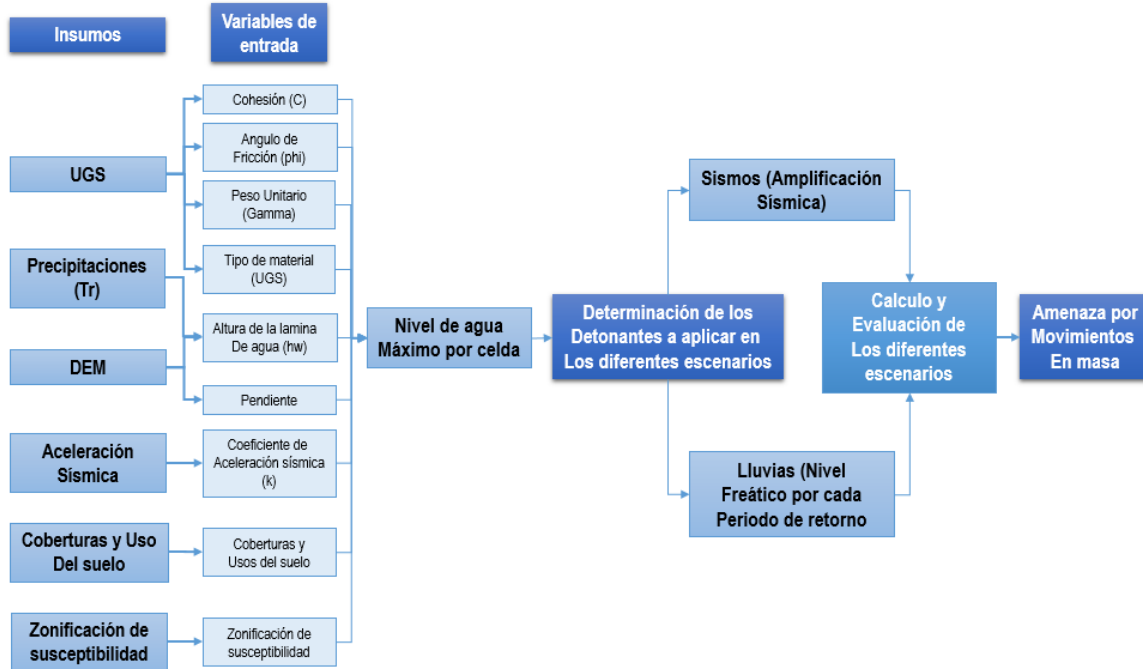 Insumos
Variables de
entrada
UGS
Precipitaciones
(Tr)
DEM
Aceleración
Sísmica
Coberturas y Uso
Del suelo
Zonificación de
susceptibilidad
Cohesión (C)
Angulo de
Fricción (phi)
Peso Unitario
(Gamma)
Tipo de material
(UGS)
Altura de la lamina
De agua (hw)
Pendiente
Coeficiente de
Aceleración sísmica
(k)
Coberturas y
Usos del suelo
Zonificación de
susceptibilidad
Nivel de agua
Máximo por celda
Determinación de los
Detonantes a aplicar en
Los diferentes escenarios
Sismos (Amplificación
Sísmica)
Lluvias (Nivel
Freático por cada
Periodo de retorno
Calculo y
Evaluación de
Los diferentes
escenarios
Amenaza por
Movimientos
En masa